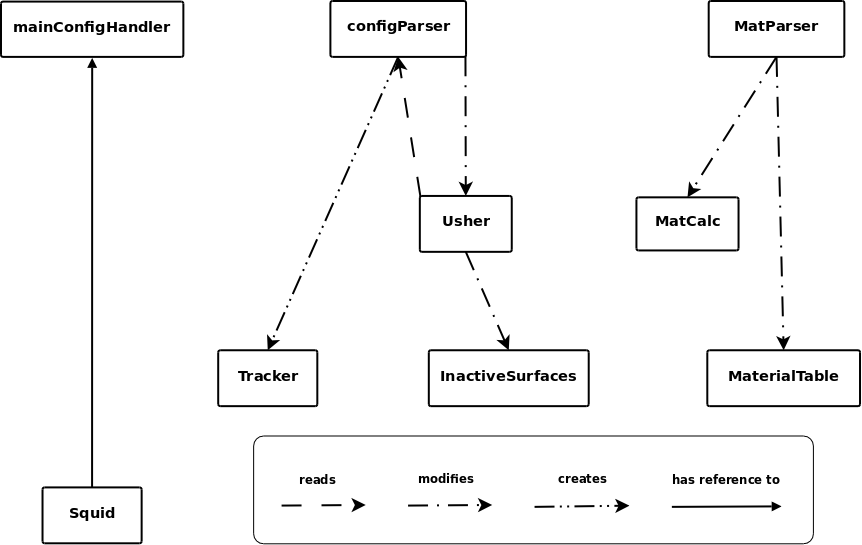 mainConfigHandler
configParser
MatParser
Usher
MatCalc
Tracker
InactiveSurfaces
MaterialTable
reads
modifies
creates
has reference to
Squid